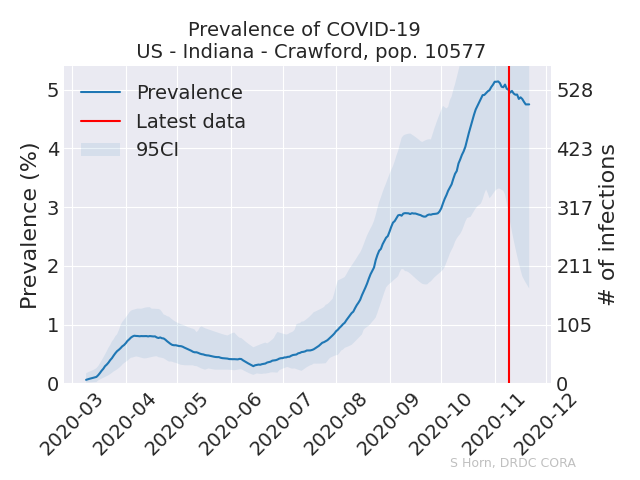 Prevalence of COVID-19
US - Indiana - Crawford, pop. 10577
Prevalence
Latest data
95CI
Prevalence (%)
5
4
3
2
1
0
528
423
317
211
105
0
# of infections
2020-03
2020-04
2020-05
2020-06
2020-07
2020-08
2020-09
2020-10
2020-11
2020-12
S Horn, DRDC CORA